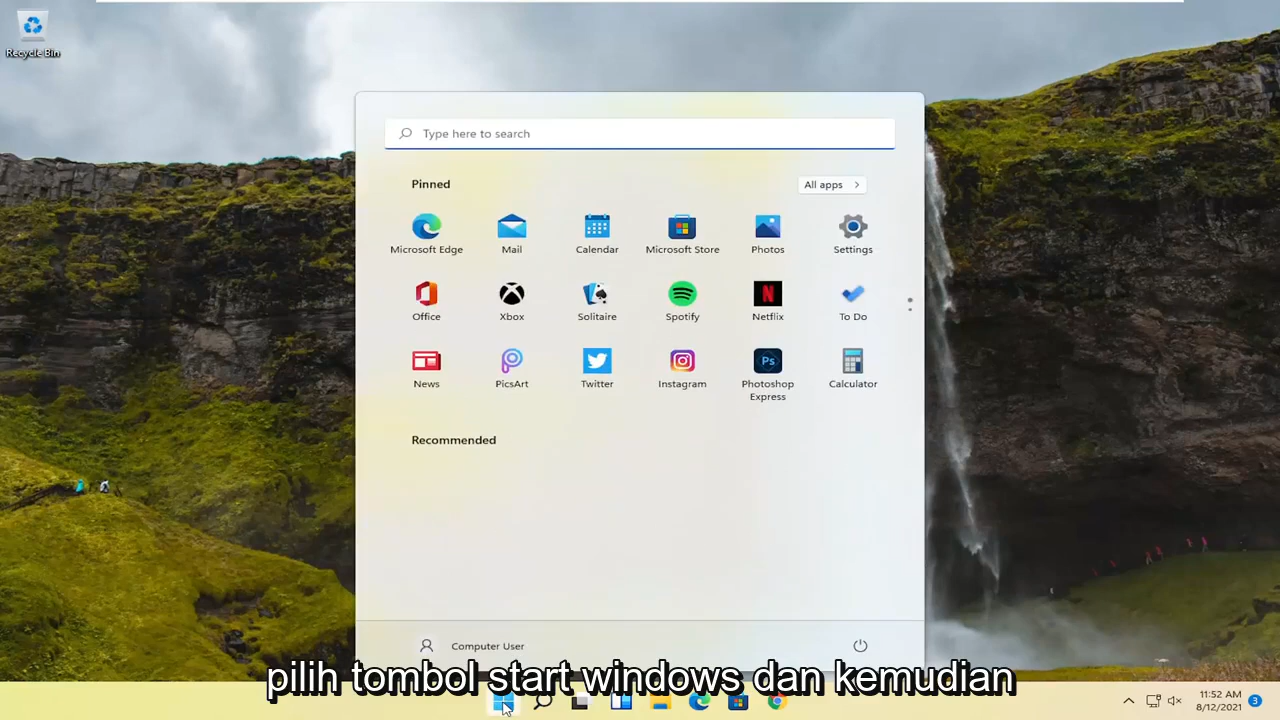 Recycle Bin
Type here to search
Pinned
All apps
Microsoft Edge
Mail
Calendar
Microsoft Store
Photos
Settings
Office
Xbox
Solitaire
Spotify
Netflix
To Do
News
PicsArt
Twitter
Instagram
Photoshop
Express
Calculator
Recommended
Computer User
pilih tombol start windows dan kemudian
11:52 AM
8/12/2021
3